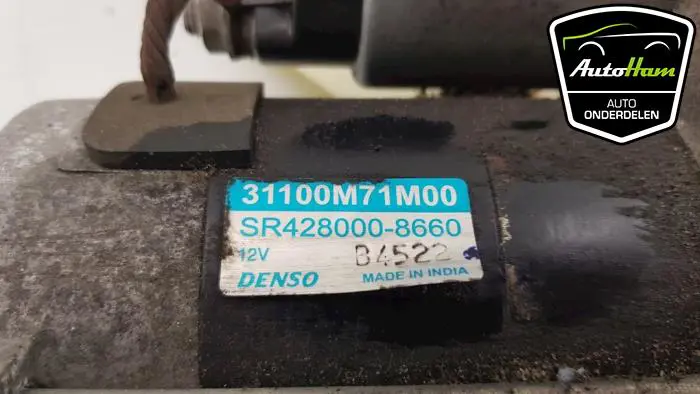 AutoHam
AUTO
ONDERDELEN
31100M71M00
SR428000-8660
12V B4522
DENSO MADE IN INDIA